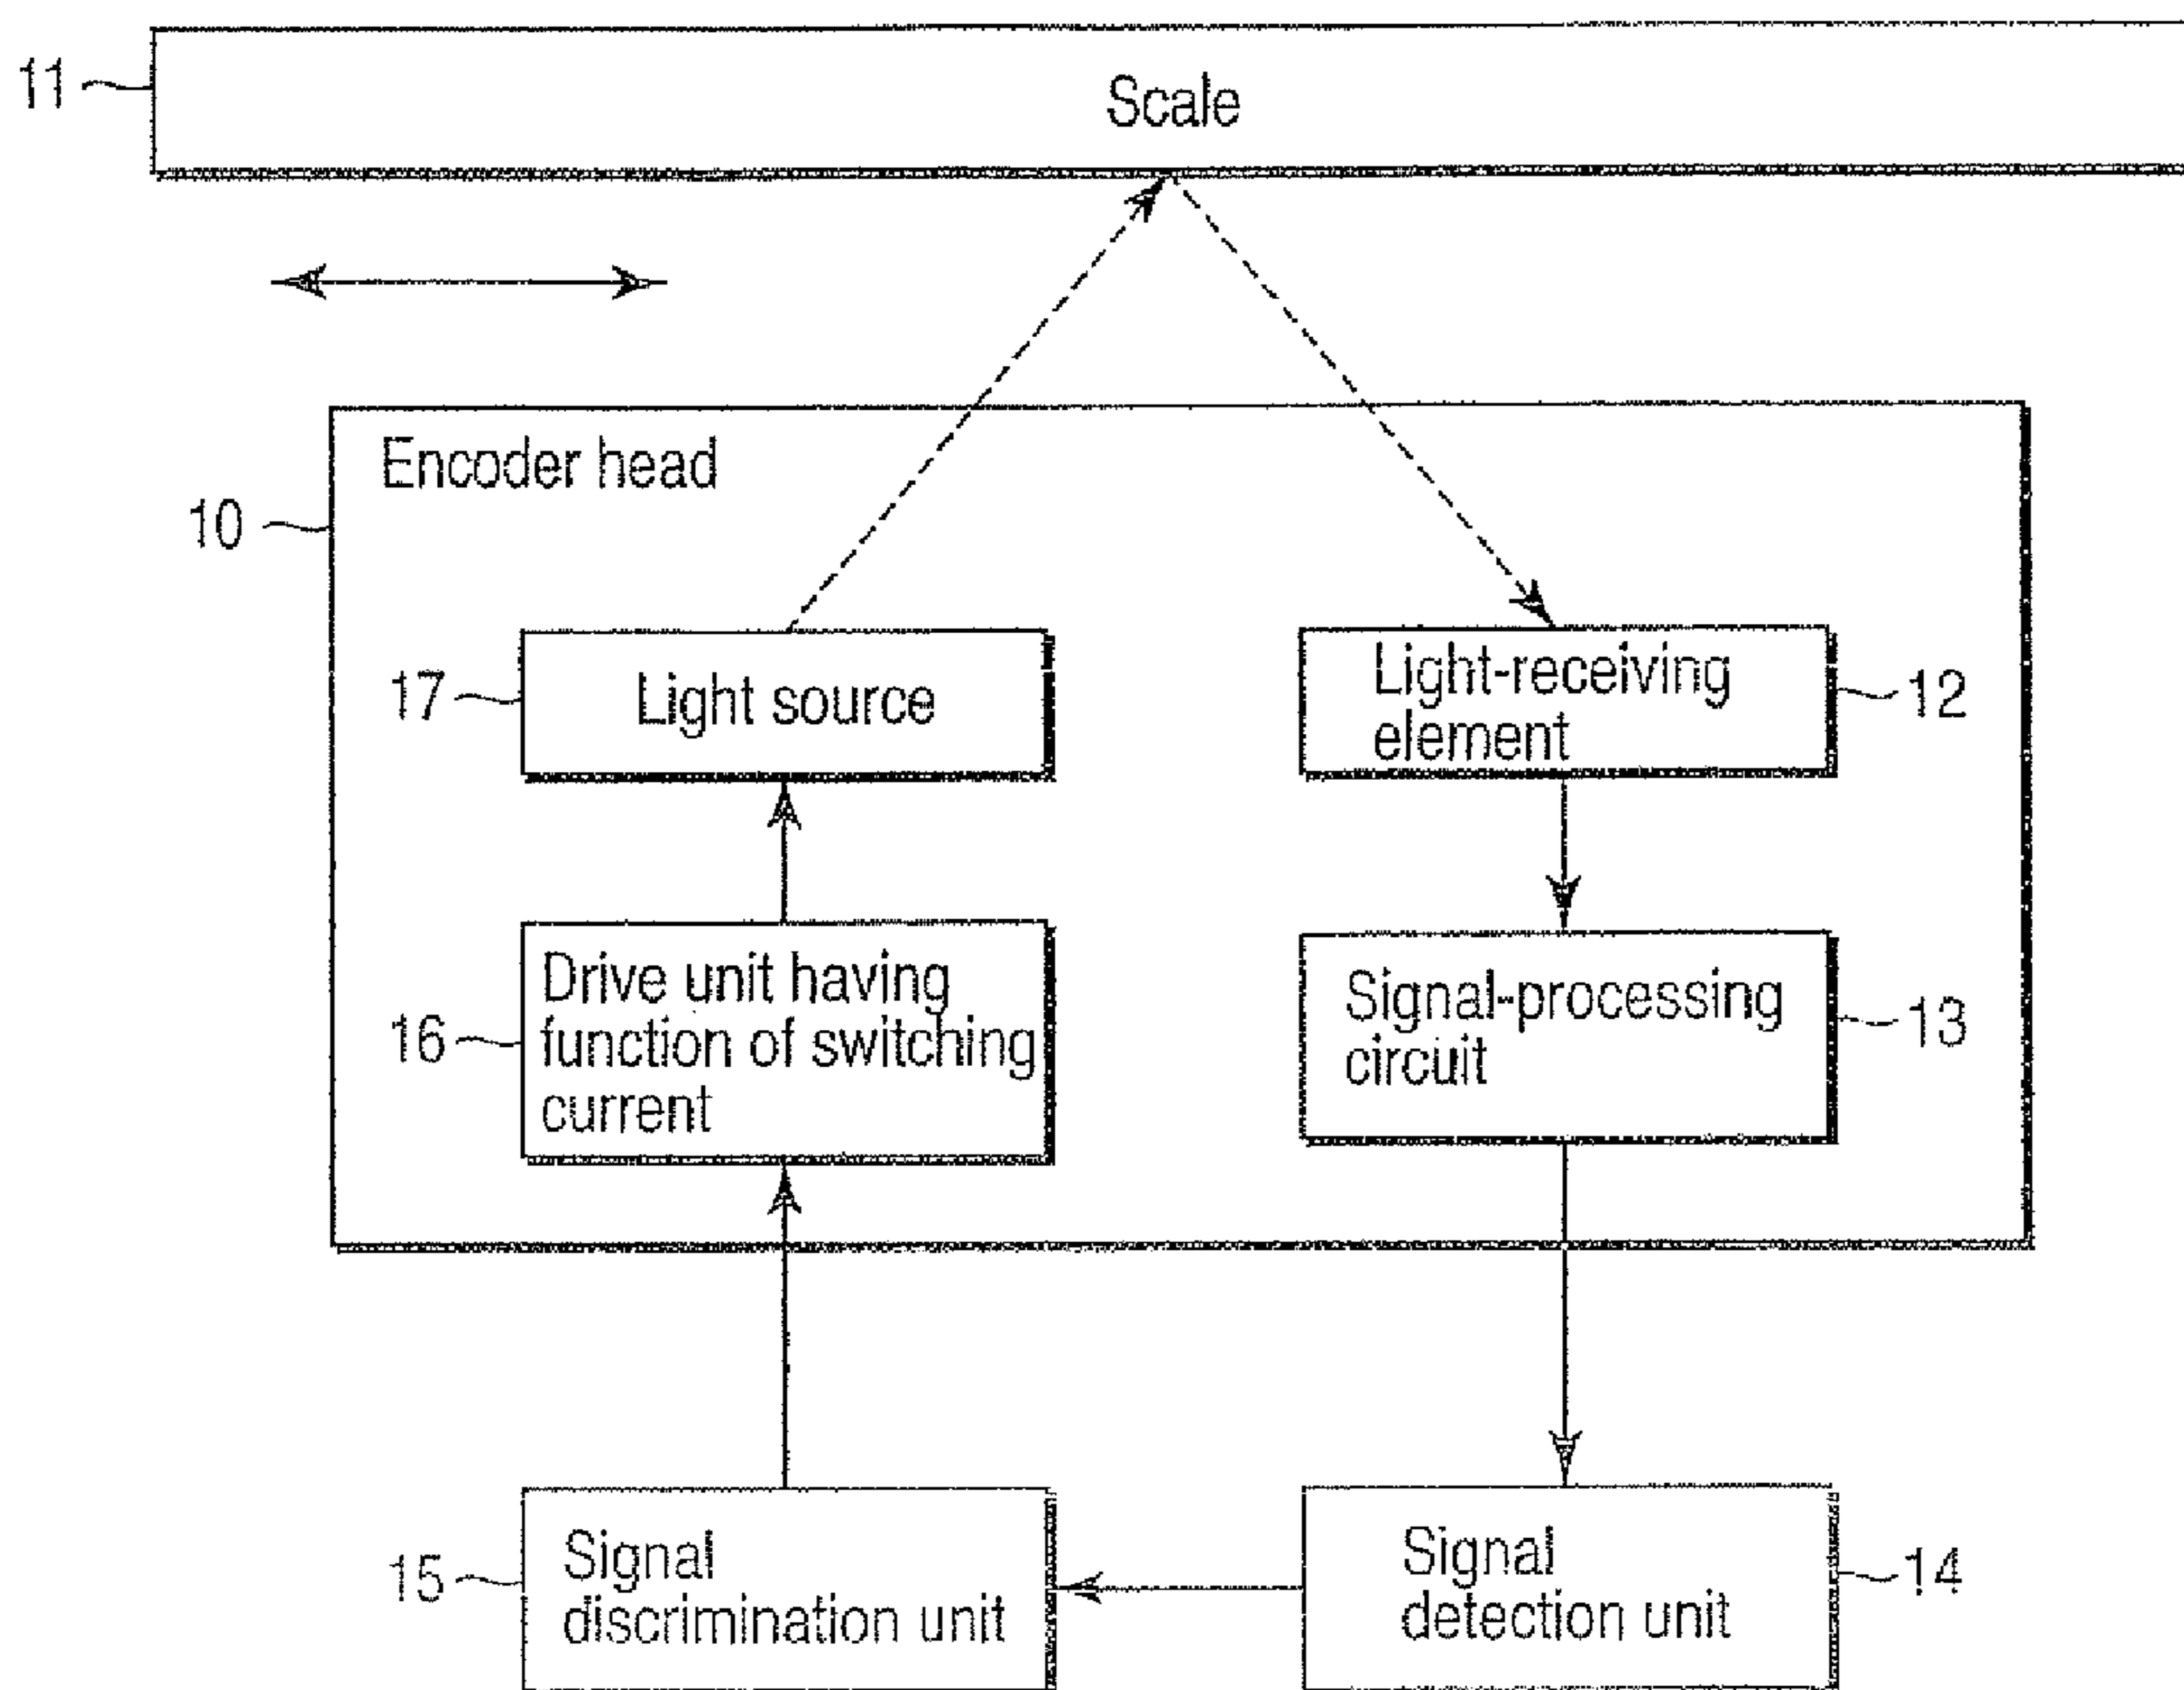 11
Scale
Encoder head
10
17
Light source
Light-receiving
element
12
16
Drive unit having
function of switching
current
Signal-processing
circuit
13
15
Signal
discrimination unit
Signal
detection unit
14